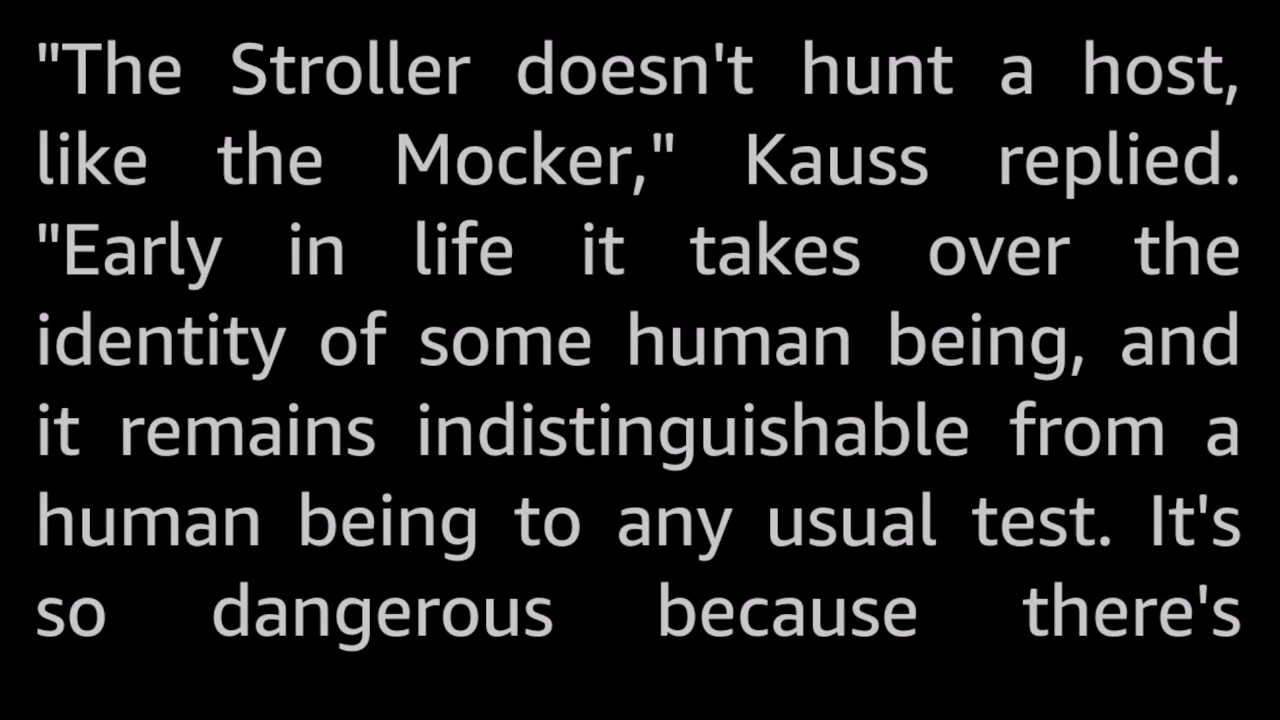 "The Stroller doesn't hunt a host,
like the Mocker," Kauss replied.
"Early in life it takes over the
identity of some human being, and
it remains indistinguishable from a
human being to any usual test. It's
so dangerous because there's